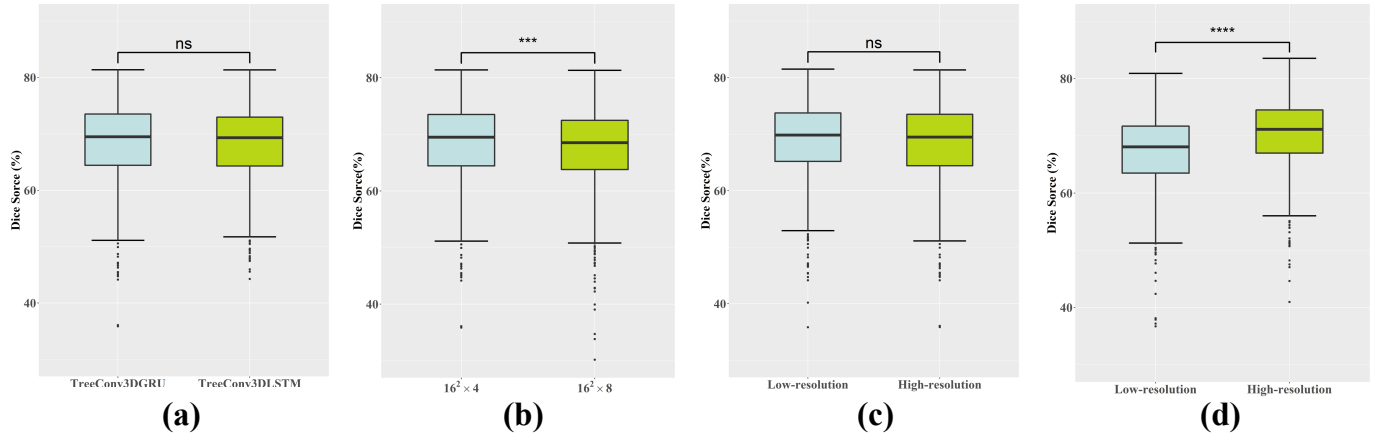 ns
Dice Sorce (%)
80
60
40
TreeConv3DGRU
TreeConv3DLSTM
(a)
***
Dice Sorce(%)
80
60
40
16² × 4
16² × 8
(b)
ns
Dice Sorce(%)
80
60
40
Low-resolution
High-resolution
(c)
****
Dice Sorce (%)
80
60
40
Low-resolution
High-resolution
(d)